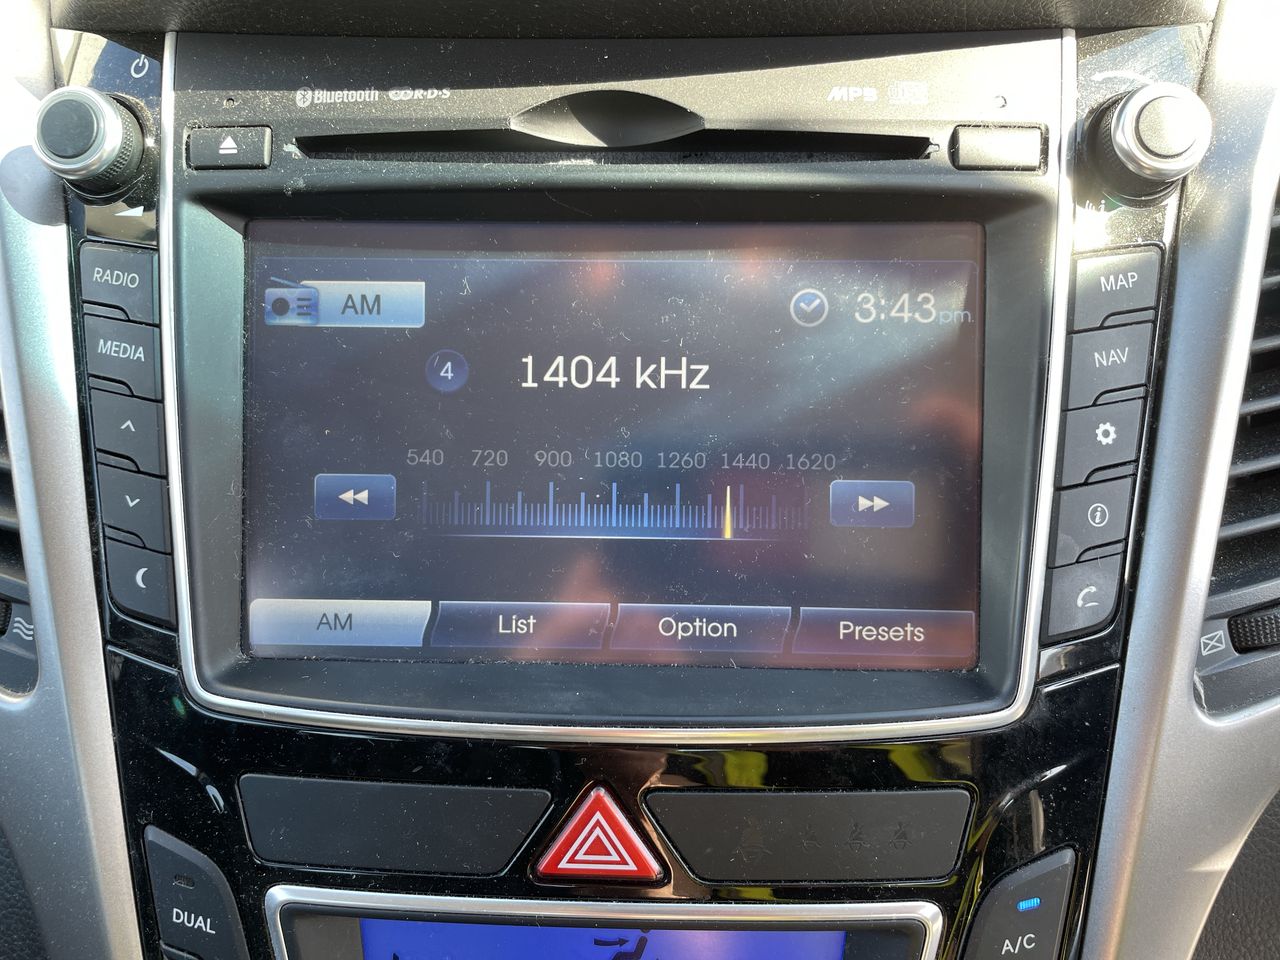 Bluetooth R·D·S MP3
RADIO
MEDIA
MAP
NAV
AM
3:43 pm
4
1404 kHz
540 720 900 1080 1260 1440 1620
AM List Option Presets
DUAL
A/C